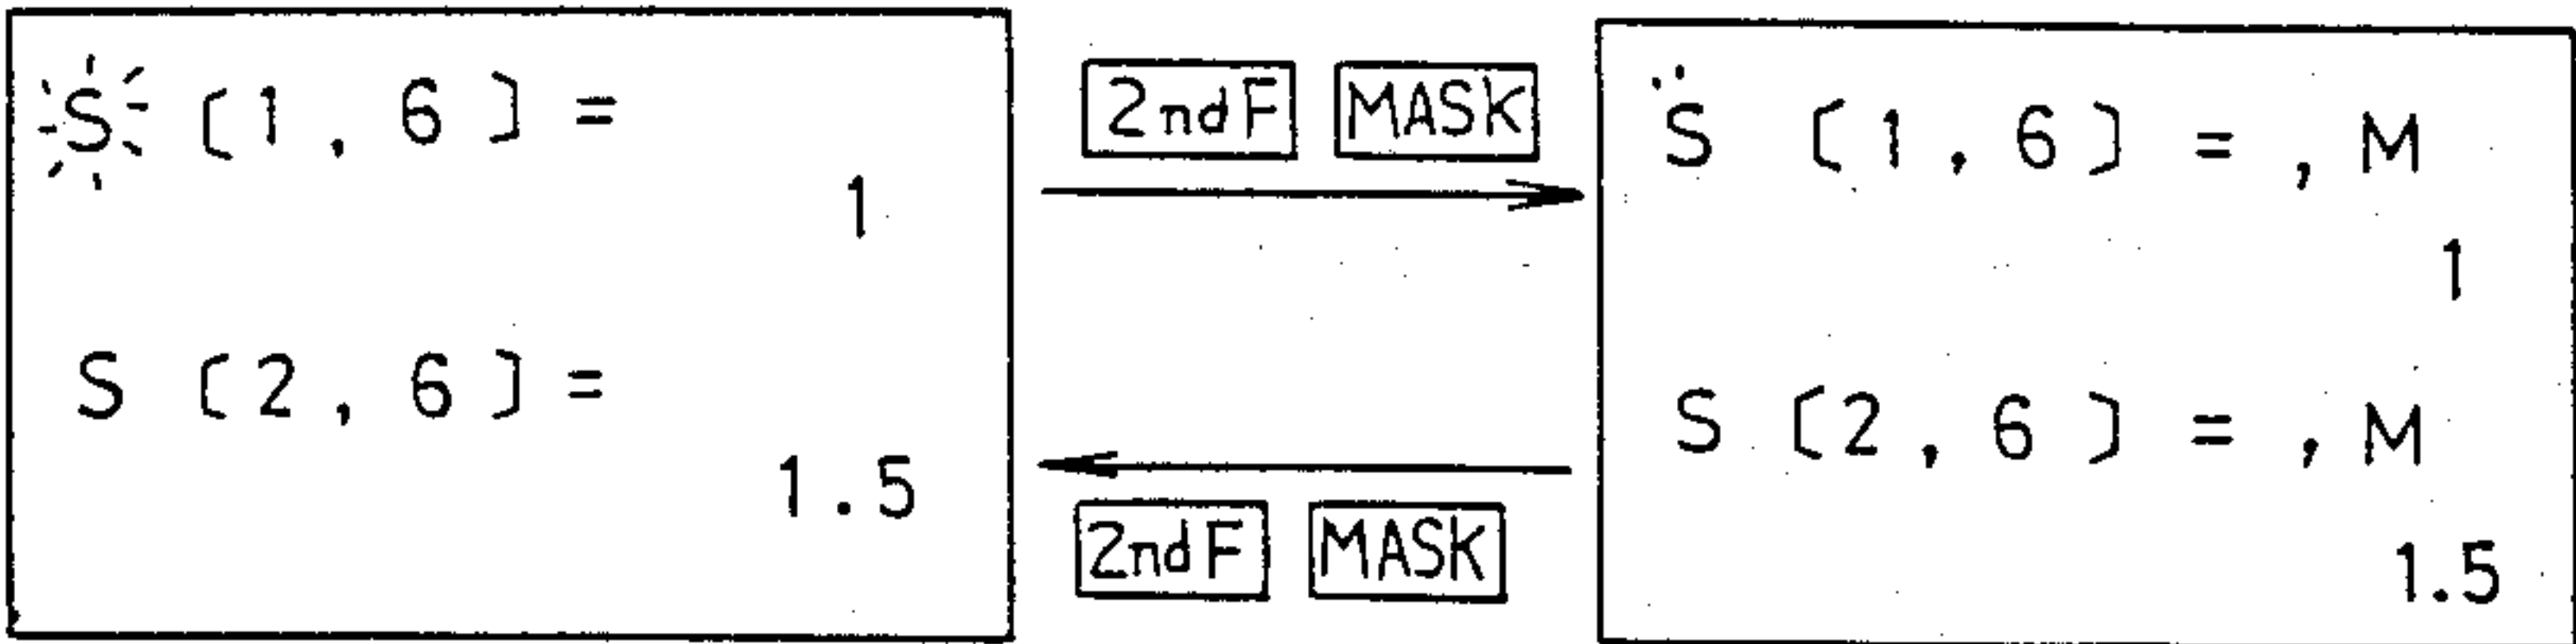 S [1, 6] =
1
S [2, 6] =
1.5
2ndF MASK
2ndF MASK
S [1, 6] = , M
1
S [2, 6] = , M
1.5